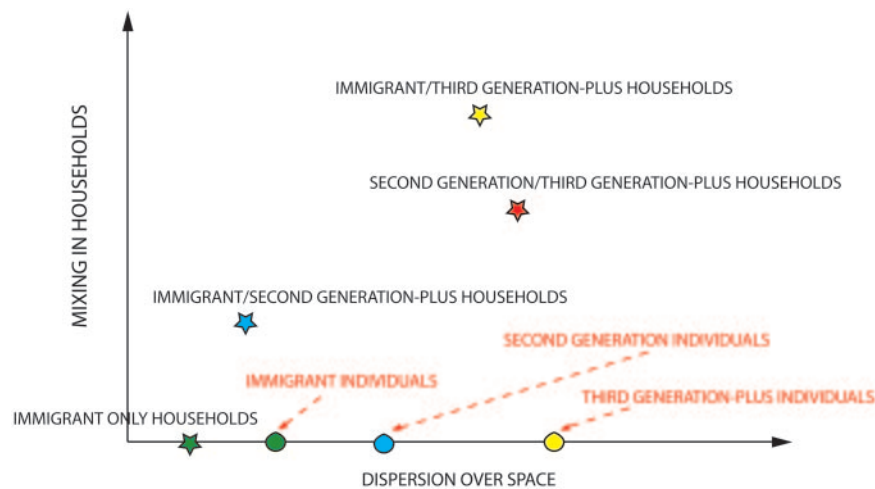 IMMIGRANT/THIRD GENERATION-PLUS HOUSEHOLDS
SECOND GENERATION/THIRD GENERATION-PLUS HOUSEHOLDS
MIXING IN HOUSEHOLDS
IMMIGRANT/SECOND GENERATION-PLUS HOUSEHOLDS
SECOND GENERATION INDIVIDUALS
IMMIGRANT INDIVIDUALS
THIRD GENERATION-PLUS INDIVIDUALS
IMMIGRANT ONLY HOUSEHOLDS
DISPERSION OVER SPACE